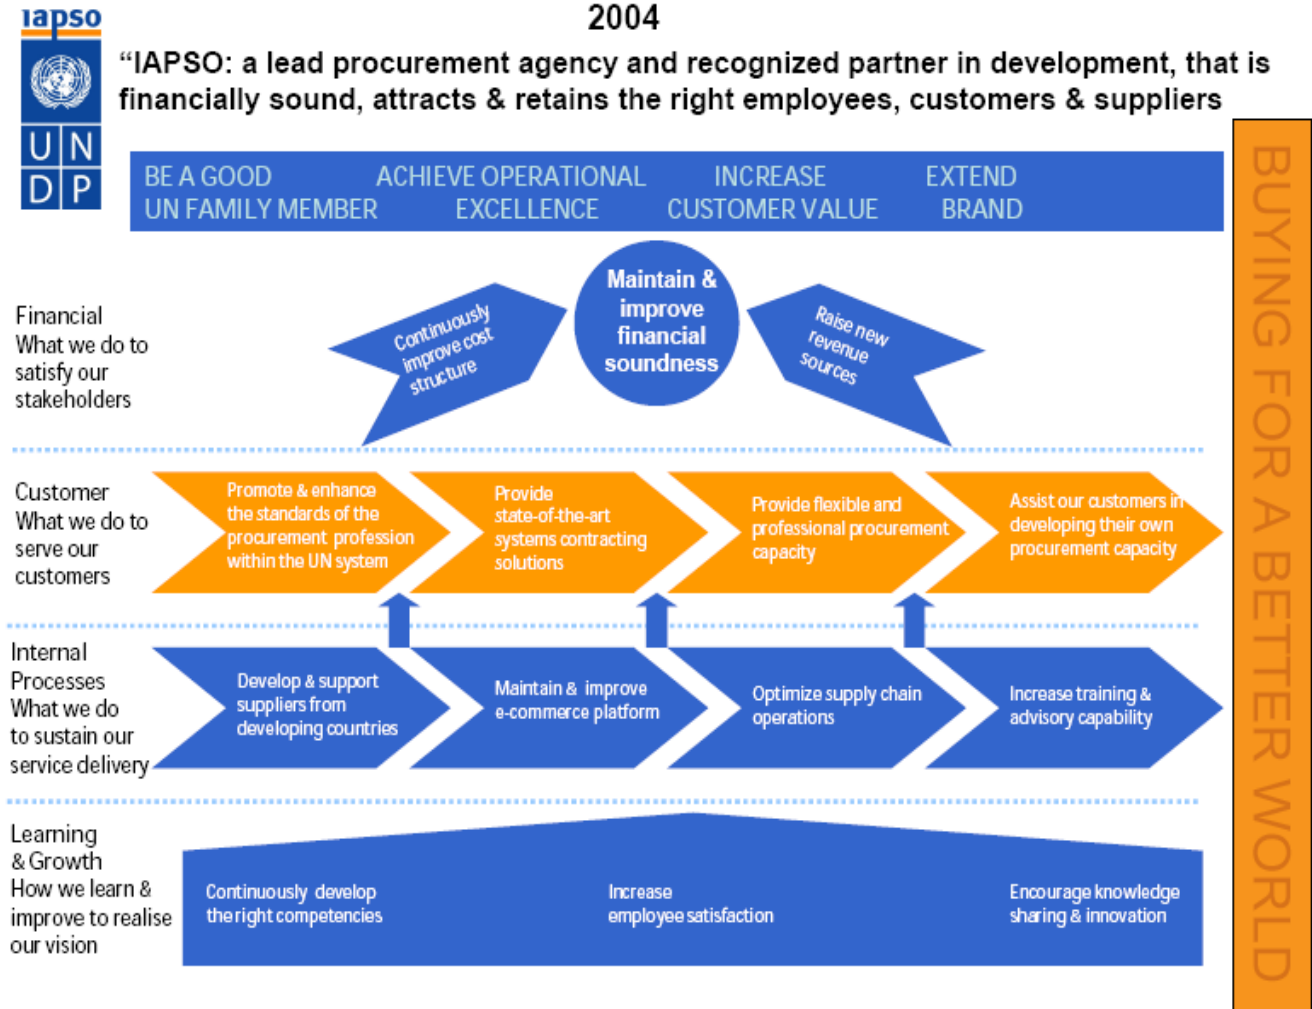 iapso
UN
DP
2004
“IAPSO: a lead procurement agency and recognized partner in development, that is
financially sound, attracts & retains the right employees, customers & suppliers
BE A GOOD
UN FAMILY MEMBER
ACHIEVE OPERATIONAL
EXCELLENCE
INCREASE
CUSTOMER VALUE
EXTEND
BRAND
BUYING FOR A BETTER WORLD
Financial
What we do to
satisfy our
stakeholders
Continuously
improve cost
structure
Maintain &
improve
financial
soundness
Raise new
revenue
sources
Customer
What we do to
serve our
customers
Promote & enhance
the standards of the
procurement profession
within the UN system
Provide
state-of-the-art
systems contracting
solutions
Provide flexible and
professional procurement
capacity
Assist our customers in
developing their own
procurement capacity
Internal
Processes
What we do
to sustain our
service delivery
Develop & support
suppliers from
developing countries
Maintain & improve
e-commerce platform
Optimize supply chain
operations
Increase training &
advisory capability
Learning
& Growth
How we learn &
improve to realise
our vision
Continuously develop
the right competencies
Increase
employee satisfaction
Encourage knowledge
sharing & innovation